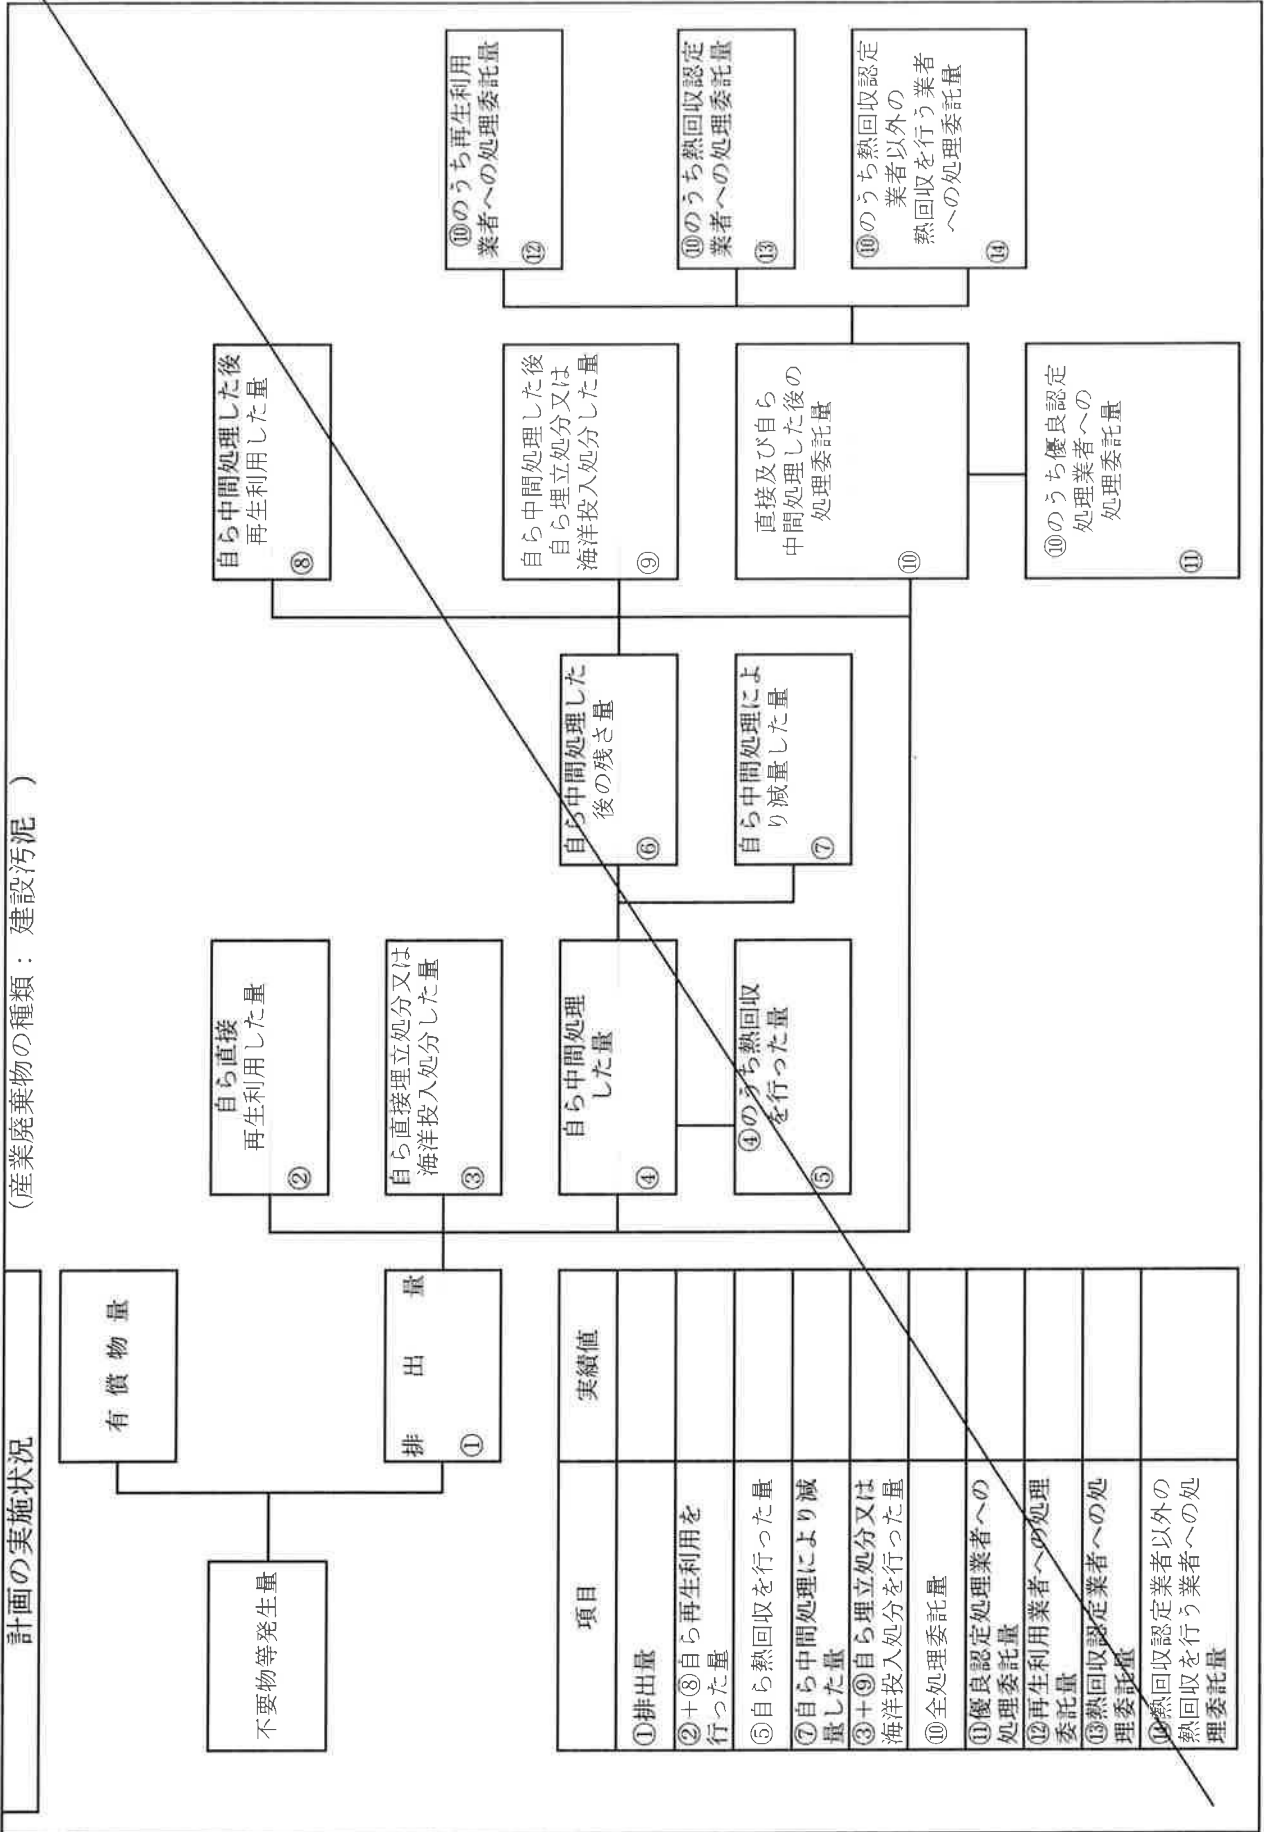 計画の実施状況
(産業廃棄物の種類： 建設汚泥 )
不要物等発生量
有償物量
排出量
①
自ら直接
再生利用した量
②
自ら直接埋立処分又は
海洋投入処分した量
③
自ら中間処理
した量
④
④のうち熱回収
を行った量
⑤
自ら中間処理した
後の残さ量
⑥
自ら中間処理によ
り減量した量
⑦
自ら中間処理した後
再生利用した量
⑧
自ら中間処理した後
自ら埋立処分又は
海洋投入処分した量
⑨
直接及び自ら
中間処理した後の
処理委託量
⑩
⑩のうち優良認定
処理業者への
処理委託量
⑪
⑩のうち再生利用
業者への処理委託量
⑫
⑩のうち熱回収認定
業者への処理委託量
⑬
⑩のうち熱回収認定
業者以外の
熱回収を行う業者
への処理委託量
⑭
項目
実績値
①排出量
②＋⑧自ら再生利用を
行った量
⑤自ら熱回収を行った量
⑦自ら中間処理により減
量した量
③＋⑨自ら埋立処分又は
海洋投入処分を行った量
⑩全処理委託量
⑪優良認定処理業者への
処理委託量
⑫再生利用業者への処理
委託量
⑬熱回収認定業者への処
理委託量
⑭熱回収認定業者以外の
熱回収を行う業者への処
理委託量